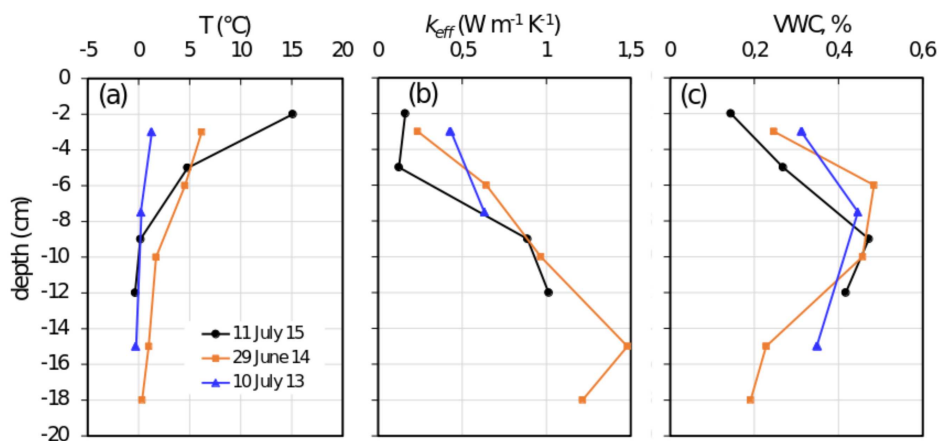 T (°C) k_eff (W m⁻¹ K⁻¹) VWC, %
-5 0 5 10 15 20 0 0,5 1 1,5 0 0,2 0,4 0,6
0
(a) (b) (c)
-2
-4
-6
-8
depth (cm)
-10
-12
-14
11 July 15
29 June 14
-16
10 July 13
-18
-20